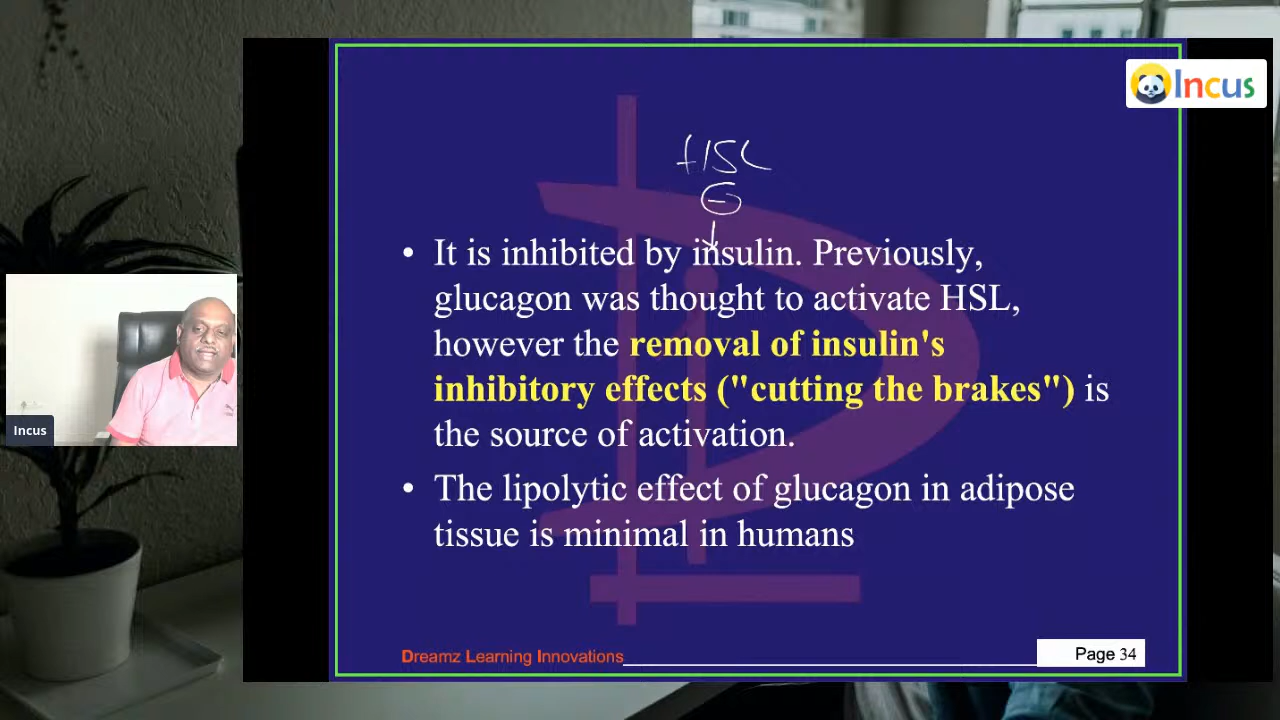 Incus
HSL
It is inhibited by insulin. Previously,
glucagon was thought to activate HSL,
however the removal of insulin's
inhibitory effects ("cutting the brakes") is
the source of activation.
The lipolytic effect of glucagon in adipose
tissue is minimal in humans
Incus
Dreamz Learning Innovations
Page 34